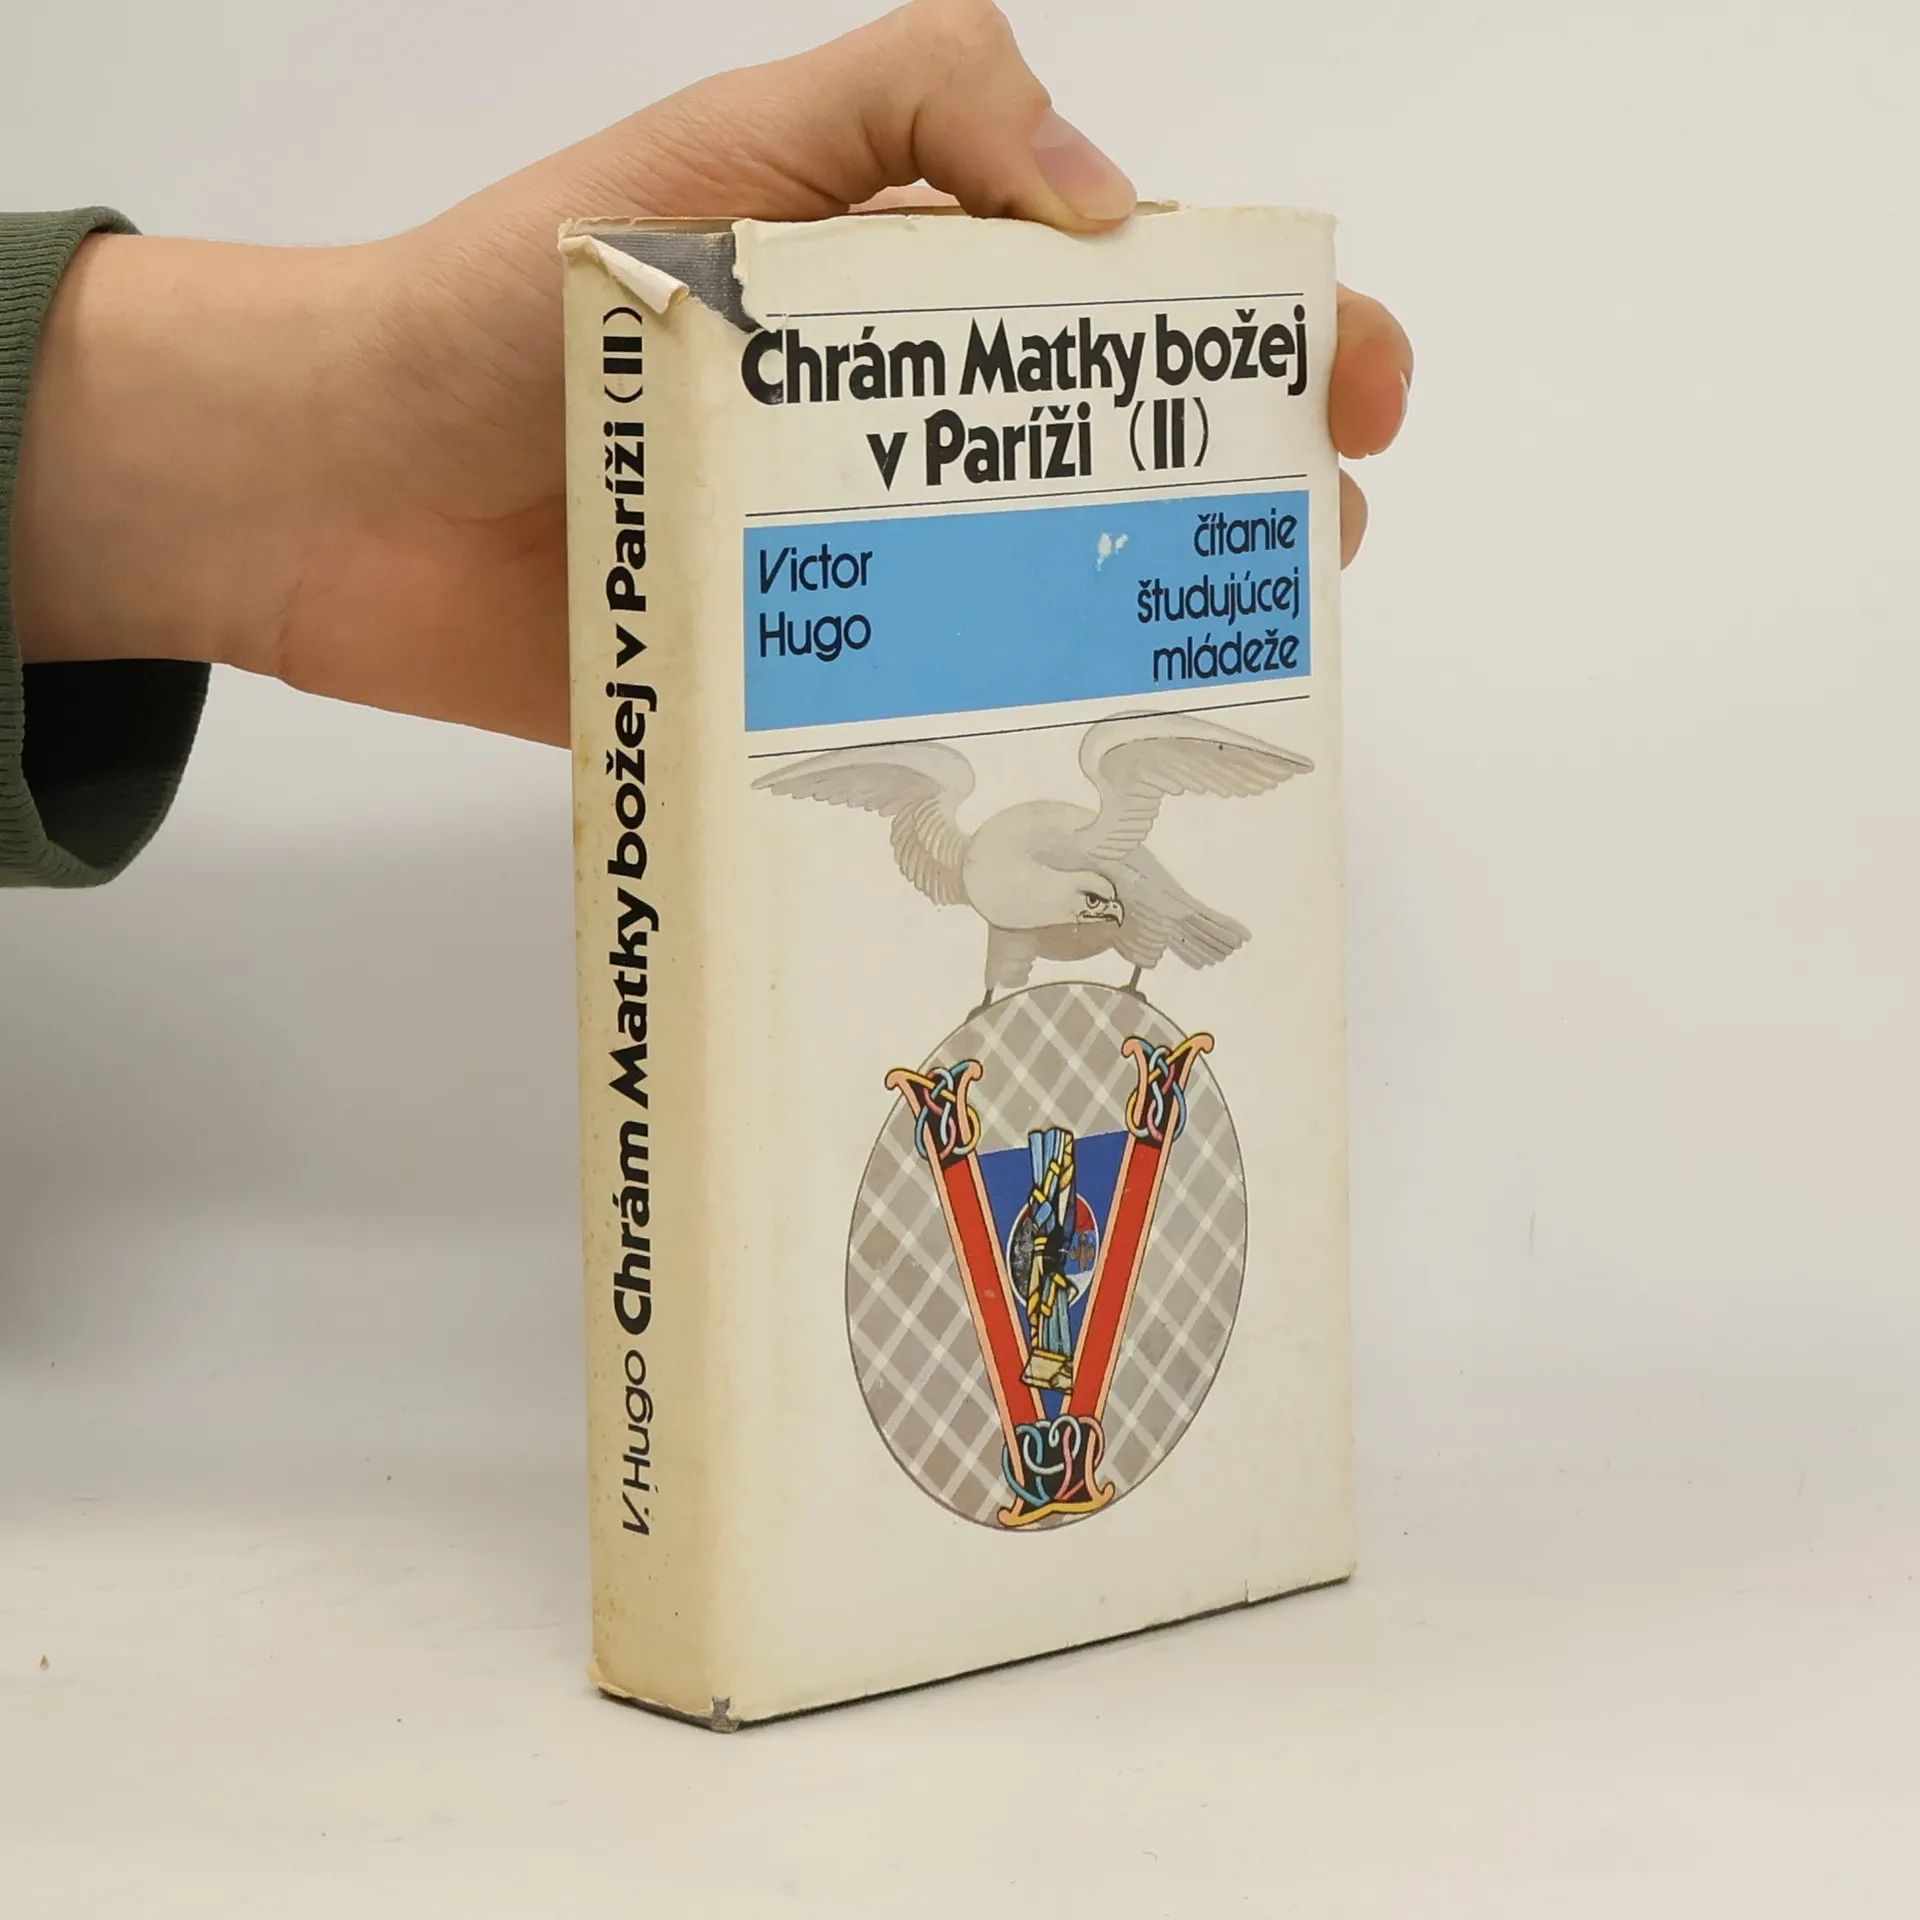 Chrám Matky božej
v Paríži (II)
Victor
Hugo
čítanie
študujúcej
mládeže
V. Hugo Chrám Matky božej v Paríži (II)